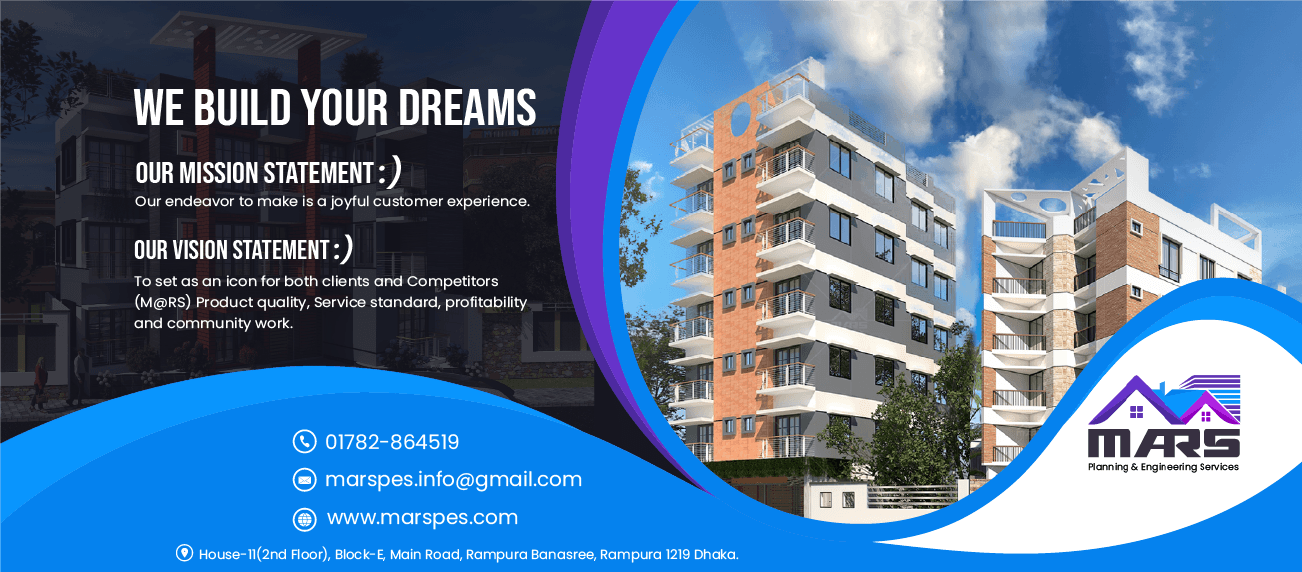 WE BUILD YOUR DREAMS
OUR MISSION STATEMENT :)
Our endeavor to make is a joyful customer experience.
OUR VISION STATEMENT :)
To set as an icon for both clients and Competitors
(M@RS) Product quality, Service standard, profitability
and community work.
01782-864519
marspes.info@gmail.com
www.marspes.com
House-11(2nd Floor), Block-E, Main Road, Rampura Banasree, Rampura 1219 Dhaka.
MARS
Planning & Engineering Services